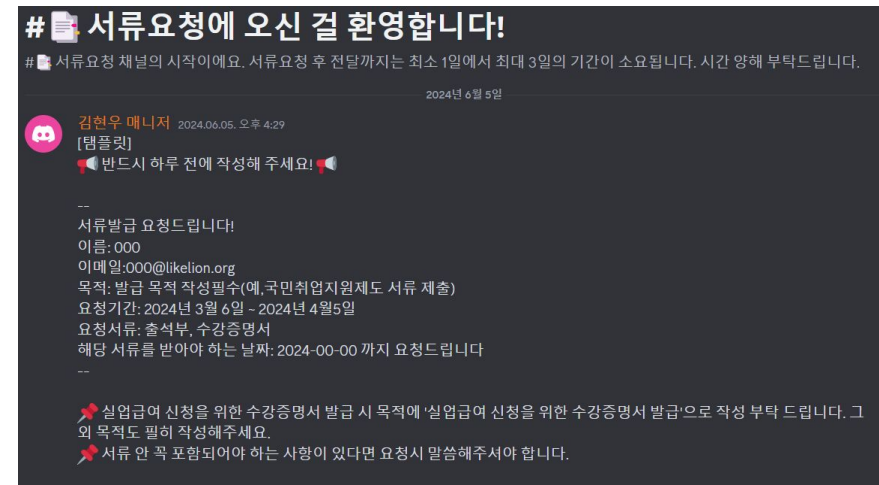 # 📑 서류요청에 오신 걸 환영합니다!
#📑 서류요청 채널의 시작이에요. 서류요청 후 전달까지는 최소 1일에서 최대 3일의 기간이 소요됩니다. 시간 양해 부탁드립니다.
2024년 6월 5일
김현우 매니저 2024.06.05. 오후 4:29
[탬플릿]
📢 반드시 하루 전에 작성해 주세요! 📢
--
서류발급 요청드립니다!
이름: 000
이메일:000@likelion.org
목적: 발급 목적 작성필수(예,국민취업지원제도 서류 제출)
요청기간: 2024년 3월 6일 ~ 2024년 4월5일
요청서류: 출석부, 수강증명서
해당 서류를 받아야 하는 날짜: 2024-00-00 까지 요청드립니다
--
📌 실업급여 신청을 위한 수강증명서 발급 시 목적에 '실업급여 신청을 위한 수강증명서 발급'으로 작성 부탁 드립니다. 그
외 목적도 필히 작성해주세요.
📌 서류 안 꼭 포함되어야 하는 사항이 있다면 요청시 말씀해주셔야 합니다.